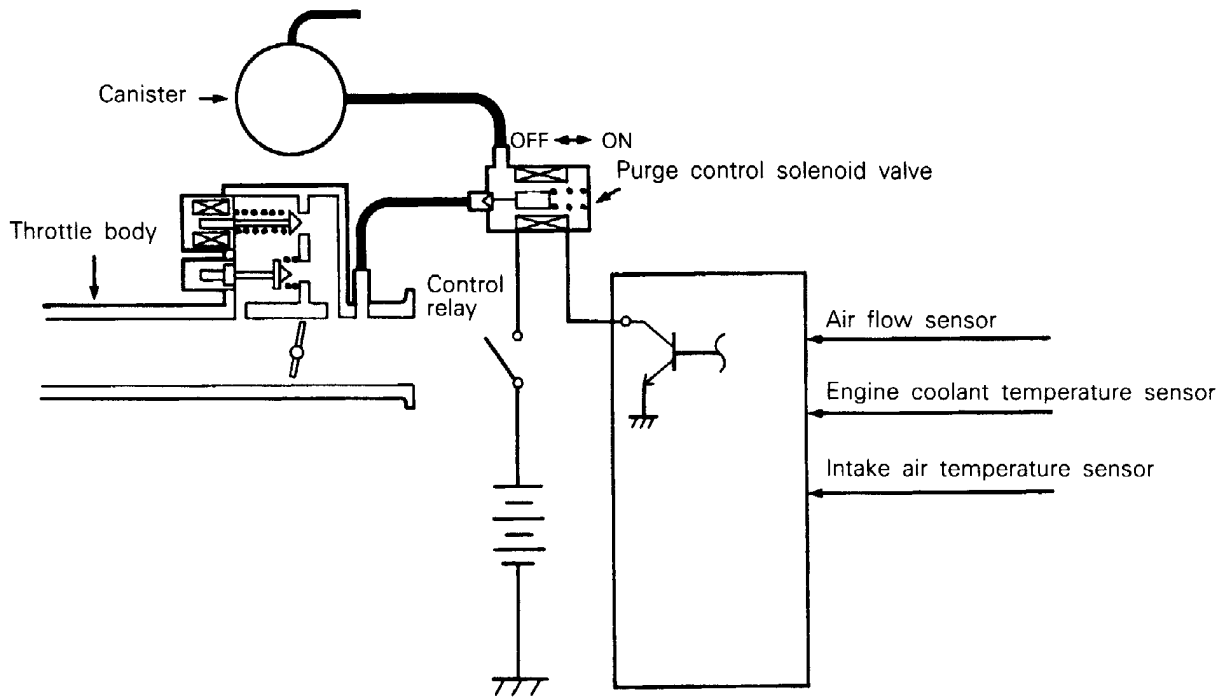 Canister
OFF ON
Purge control solenoid valve
Throttle body
Control
relay
Air flow sensor
Engine coolant temperature sensor
Intake air temperature sensor